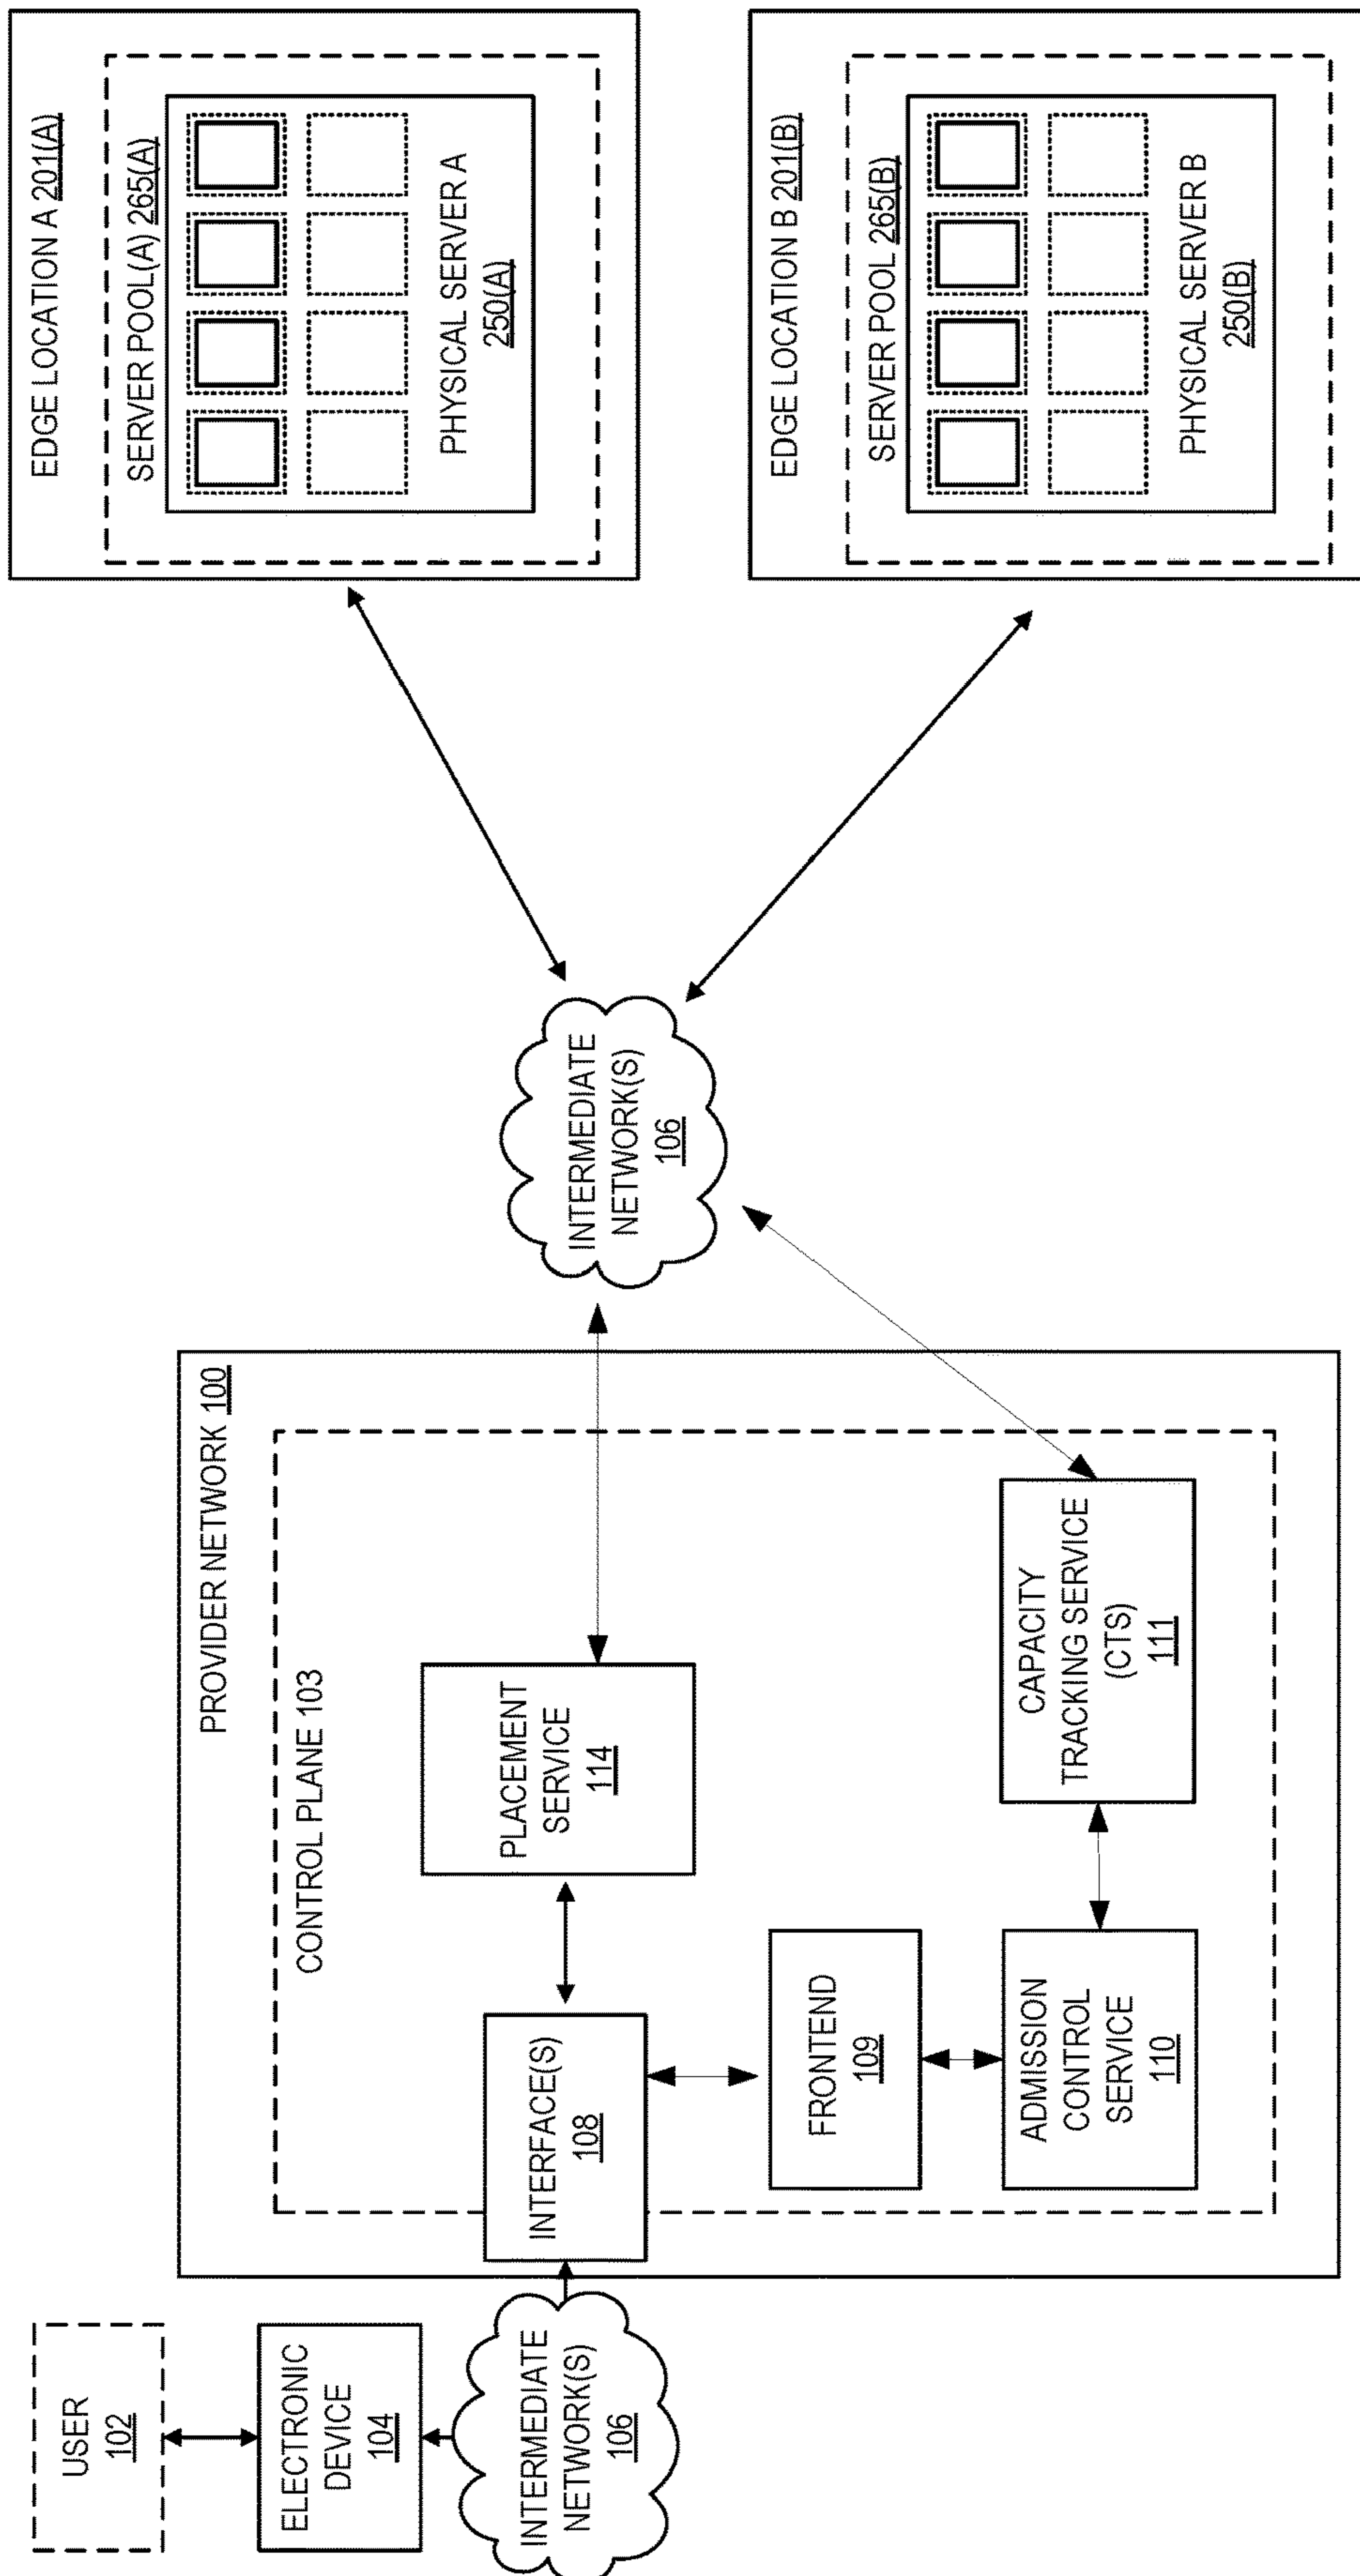 USER
102
ELECTRONIC
DEVICE
104
INTERMEDIATE
NETWORK(S)
106
PROVIDER NETWORK 100
CONTROL PLANE 103
INTERFACE(S)
108
PLACEMENT
SERVICE
114
FRONTEND
109
ADMISSION
CONTROL
SERVICE
110
CAPACITY
TRACKING SERVICE
(CTS)
111
INTERMEDIATE
NETWORK(S)
106
EDGE LOCATION A 201(A)
SERVER POOL(A) 265(A)
PHYSICAL SERVER A
250(A)
EDGE LOCATION B 201(B)
SERVER POOL 265(B)
PHYSICAL SERVER B
250(B)